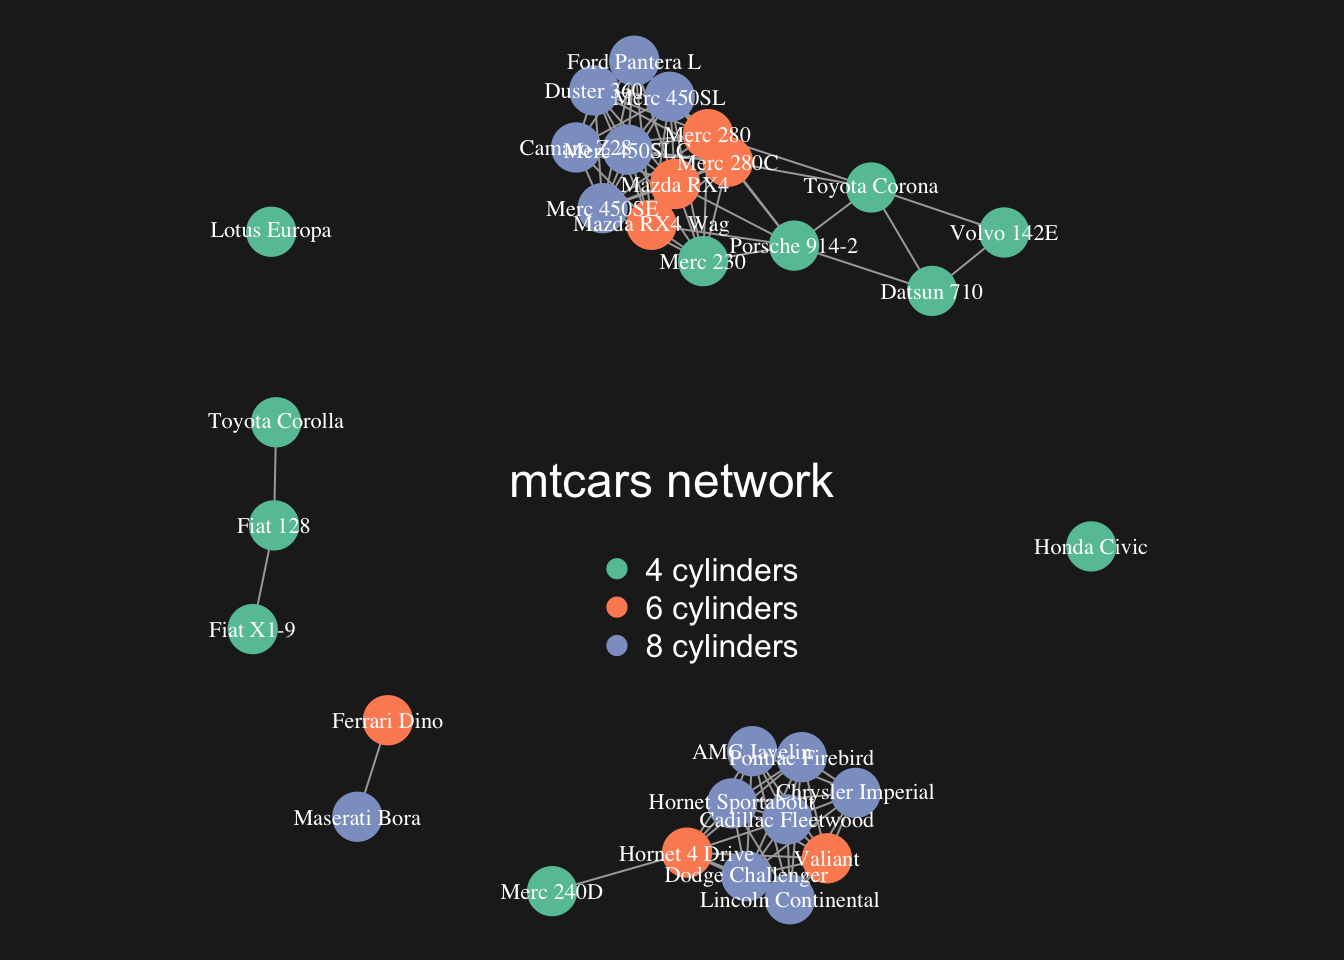 Ford Pantera L
Duster 360
Merc 450SL
Merc 280
Camaro Z28
Merc 450SLC
Merc 280C
Mazda RX4
Toyota Corona
Merc 450SE
Mazda RX4 Wag
Lotus Europa
Volvo 142E
Porsche 914-2
Merc 230
Datsun 710
Toyota Corolla
mtcars network
Fiat 128
Honda Civic
4 cylinders
6 cylinders
8 cylinders
Fiat X1-9
Ferrari Dino
AMC Javelin
Pontiac Firebird
Chrysler Imperial
Hornet Sportabout
Maserati Bora
Cadillac Fleetwood
Hornet 4 Drive
Valiant
Dodge Challenger
Merc 240D
Lincoln Continental